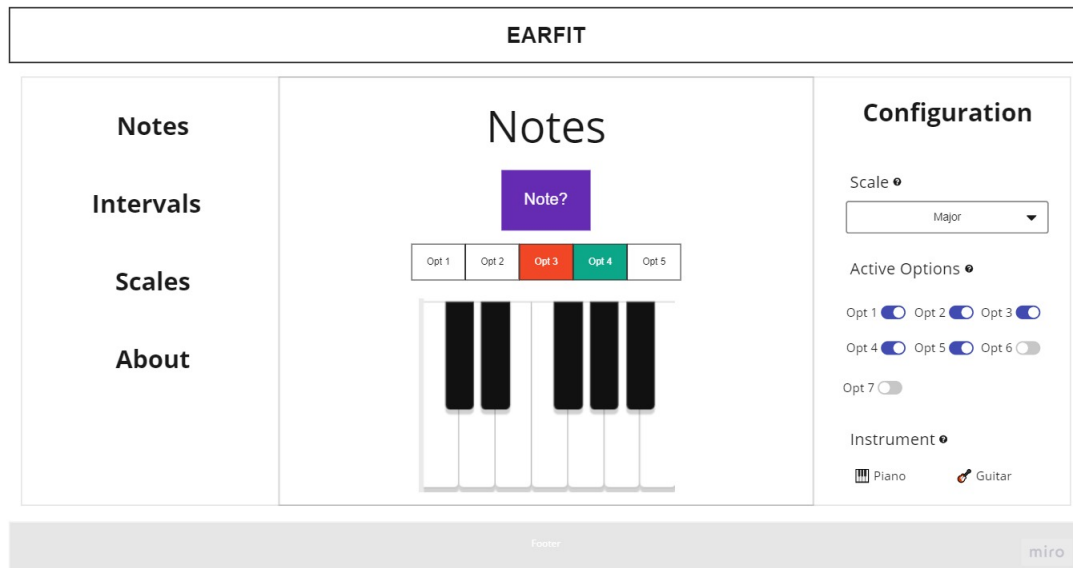 EARFIT
Notes
Intervals
Scales
About
Notes
Note?
Opt 1 Opt 2 Opt 3 Opt 4 Opt 5
Configuration
Scale
Major
Active Options
Opt 1 Opt 2 Opt 3
Opt 4 Opt 5 Opt 6
Opt 7
Instrument
Piano Guitar
Footer
miro